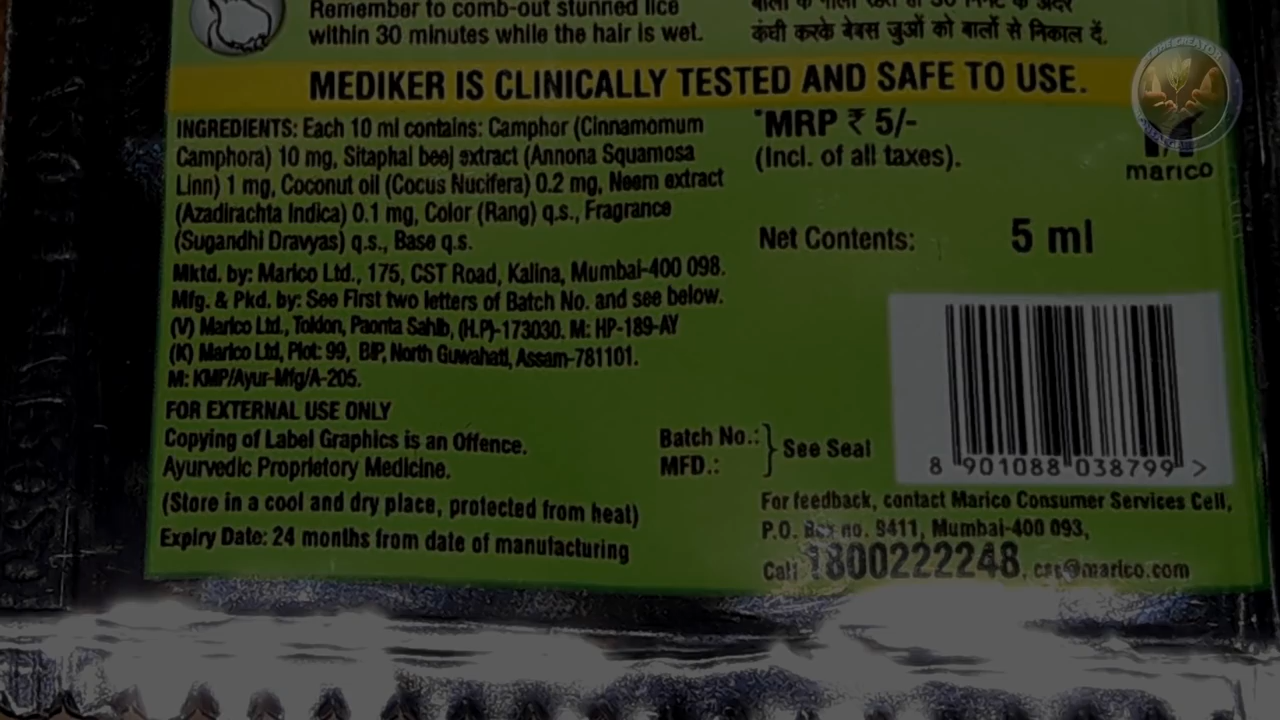 Remember to comb-out stunned lice
within 30 minutes while the hair is wet.
कंघी करके बेबस जुओं को बालों से निकाल दें.
MEDIKER IS CLINICALLY TESTED AND SAFE TO USE.
INGREDIENTS: Each 10 ml contains: Camphor (Cinnamomum
Camphora) 10 mg, Sitaphal beej extract (Annona Squamosa
Linn) 1 mg, Coconut oil (Cocus Nucifera) 0.2 mg, Neem extract
(Azadirachta Indica) 0.1 mg, Color (Rang) q.s., Fragrance
(Sugandhi Dravyas) q.s., Base q.s.
Mktd. by: Marico Ltd., 175, CST Road, Kalina, Mumbai-400 098.
Mfg. & Pkd. by: See First two letters of Batch No. and see below.
(V) Marico Ltd., Tokion, Paonta Sahib, (H.P)-173030. M: HP-189-AY
(K) Marico Ltd, Plot: 99, BIP, North Guwahati, Assam-781101.
M: KMP/Ayur-Mfg/A-205.
FOR EXTERNAL USE ONLY
Copying of Label Graphics is an Offence.
Ayurvedic Proprietory Medicine.
(Store in a cool and dry place, protected from heat)
Expiry Date: 24 months from date of manufacturing
*MRP ₹ 5/-
(Incl. of all taxes).
marico
Net Contents: 5 ml
8 901088 038799 >
Batch No.:
MFD.:
See Seal
For feedback, contact Marico Consumer Services Cell,
P.O. Box no. 9411, Mumbai-400 093,
Call 1800222248, csc@marico.com